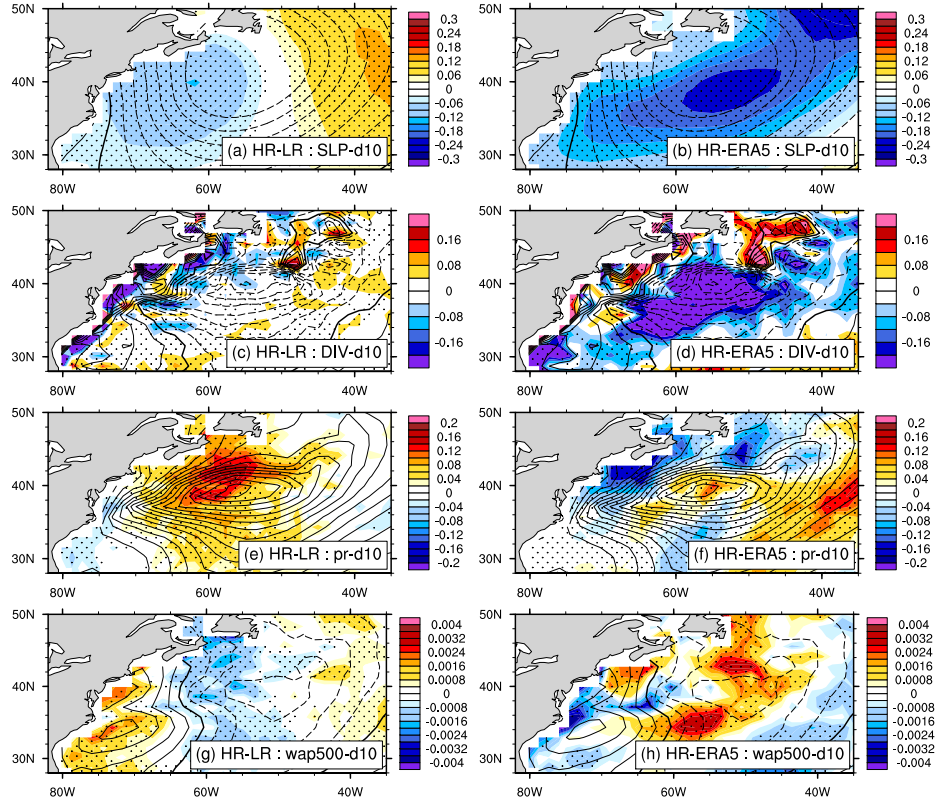 50N
40N
30N
(a) HR-LR : SLP-d10
80W 60W 40W
0.3
0.24
0.18
0.12
0.06
0
-0.06
-0.12
-0.18
-0.24
-0.3
50N
40N
30N
(b) HR-ERA5 : SLP-d10
80W 60W 40W
0.3
0.24
0.18
0.12
0.06
0
-0.06
-0.12
-0.18
-0.24
-0.3
50N
40N
30N
(c) HR-LR : DIV-d10
80W 60W 40W
0.16
0.08
0
-0.08
-0.16
50N
40N
30N
(d) HR-ERA5 : DIV-d10
80W 60W 40W
0.16
0.08
0
-0.08
-0.16
50N
40N
30N
(e) HR-LR : pr-d10
80W 60W 40W
0.2
0.16
0.12
0.08
0.04
0
-0.04
-0.08
-0.12
-0.16
-0.2
50N
40N
30N
(f) HR-ERA5 : pr-d10
80W 60W 40W
0.2
0.16
0.12
0.08
0.04
0
-0.04
-0.08
-0.12
-0.16
-0.2
50N
40N
30N
(g) HR-LR : wap500-d10
80W 60W 40W
0.004
0.0032
0.0024
0.0016
0.0008
0
-0.0008
-0.0016
-0.0024
-0.0032
-0.004
50N
40N
30N
(h) HR-ERA5 : wap500-d10
80W 60W 40W
0.004
0.0032
0.0024
0.0016
0.0008
0
-0.0008
-0.0016
-0.0024
-0.0032
-0.004